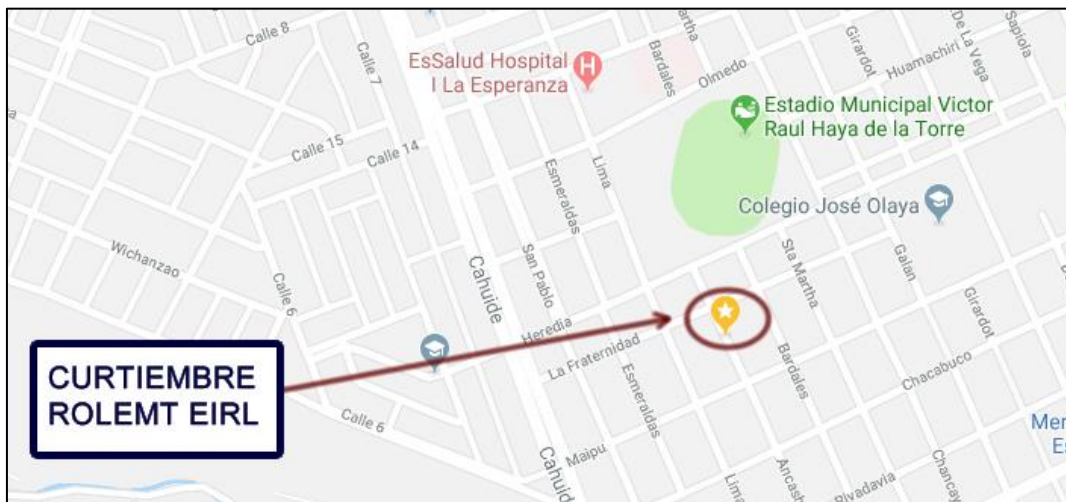 Calle 8
Calle 7
EsSalud Hospital
I La Esperanza
H
Martha
Bardales
Olmedo
Girardot
De La Vega
Sapiola
Huamachiri
Estadio Municipal Victor
Raul Haya de la Torre
Calle 15
Calle 14
Esmeraldas
Lima
Colegio José Olaya
Wichanzao
Calle 6
Cahuide
San Pablo
Sta Martha
Galan
Girardot
Heredia
La Fraternidad
Bardales
Chacabuco
CURTIEMBRE
ROLEMT EIRL
Calle 6
Esmeraldas
Maipu
Cahuide
Lima
Ancash
Rivadavia
Chancay
Mer
Es